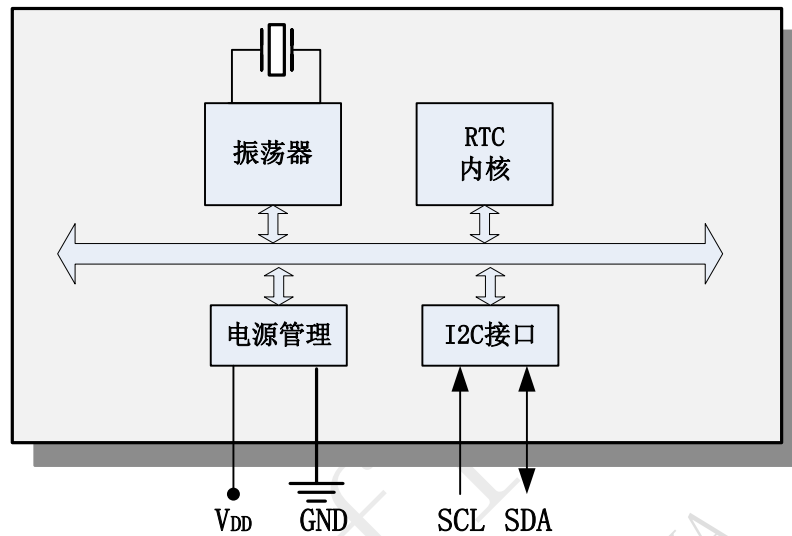 振荡器
RTC
内核
电源管理
I2C接口
VDD
GND
SCL
SDA